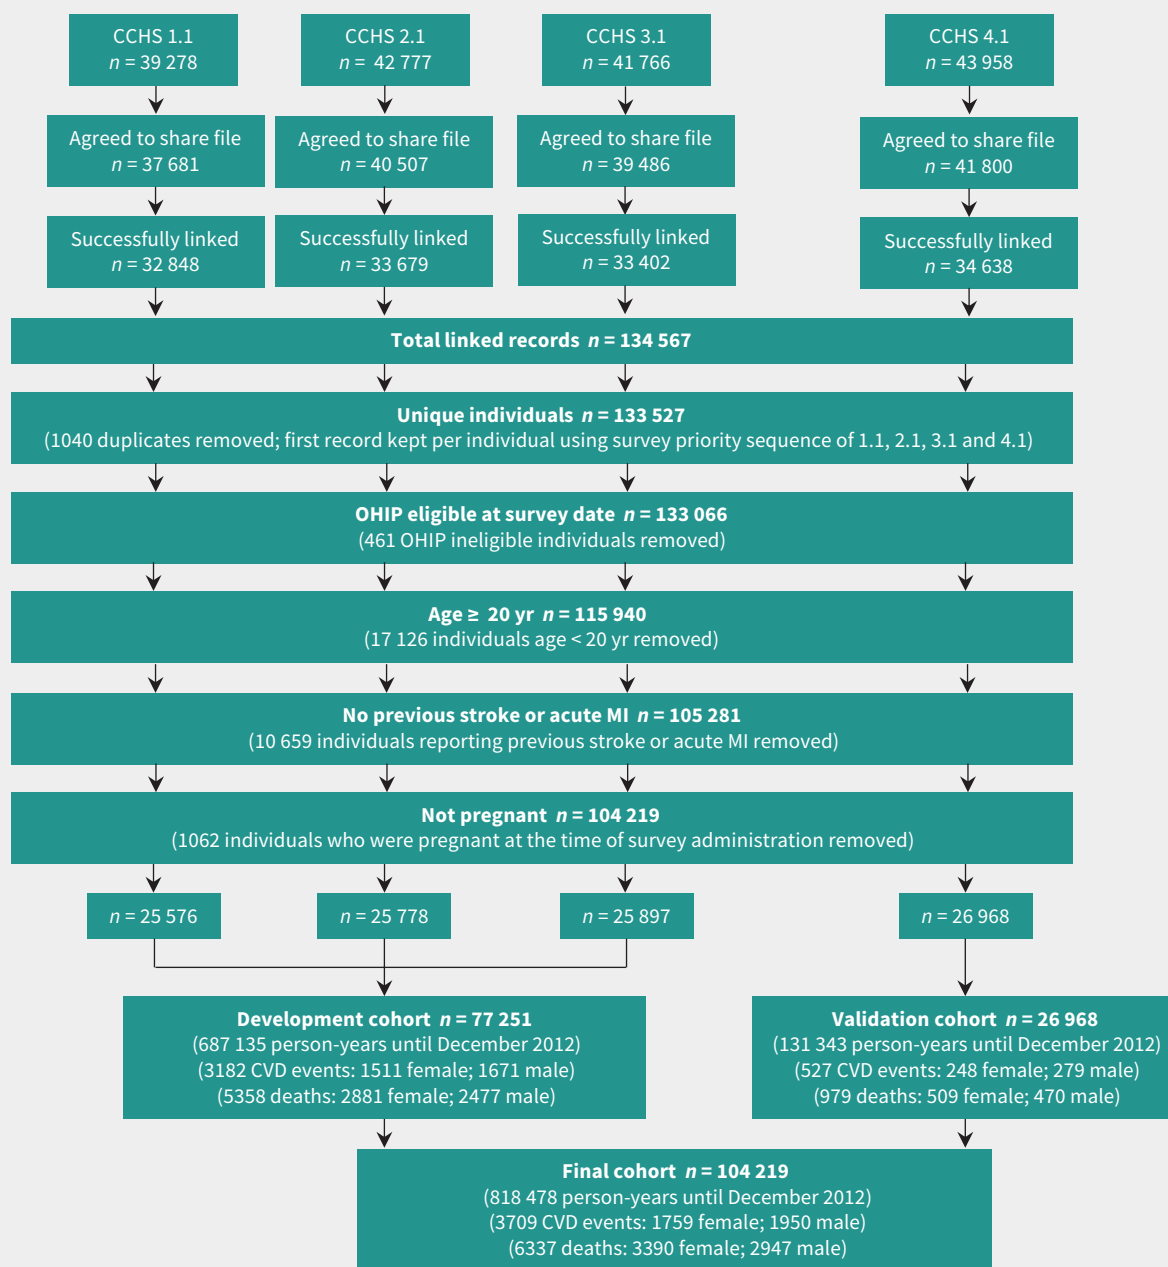 CCHS 1.1
n = 39 278
CCHS 2.1
n = 42 777
CCHS 3.1
n = 41 766
CCHS 4.1
n = 43 958
Agreed to share file
n = 37 681
Agreed to share file
n = 40 507
Agreed to share file
n = 39 486
Agreed to share file
n = 41 800
Successfully linked
n = 32 848
Successfully linked
n = 33 679
Successfully linked
n = 33 402
Successfully linked
n = 34 638
Total linked records n = 134 567
Unique individuals n = 133 527
(1040 duplicates removed; first record kept per individual using survey priority sequence of 1.1, 2.1, 3.1 and 4.1)
OHIP eligible at survey date n = 133 066
(461 OHIP ineligible individuals removed)
Age ≥ 20 yr n = 115 940
(17 126 individuals age < 20 yr removed)
No previous stroke or acute MI n = 105 281
(10 659 individuals reporting previous stroke or acute MI removed)
Not pregnant n = 104 219
(1062 individuals who were pregnant at the time of survey administration removed)
n = 25 576
n = 25 778
n = 25 897
n = 26 968
Development cohort n = 77 251
(687 135 person-years until December 2012)
(3182 CVD events: 1511 female; 1671 male)
(5358 deaths: 2881 female; 2477 male)
Validation cohort n = 26 968
(131 343 person-years until December 2012)
(527 CVD events: 248 female; 279 male)
(979 deaths: 509 female; 470 male)
Final cohort n = 104 219
(818 478 person-years until December 2012)
(3709 CVD events: 1759 female; 1950 male)
(6337 deaths: 3390 female; 2947 male)